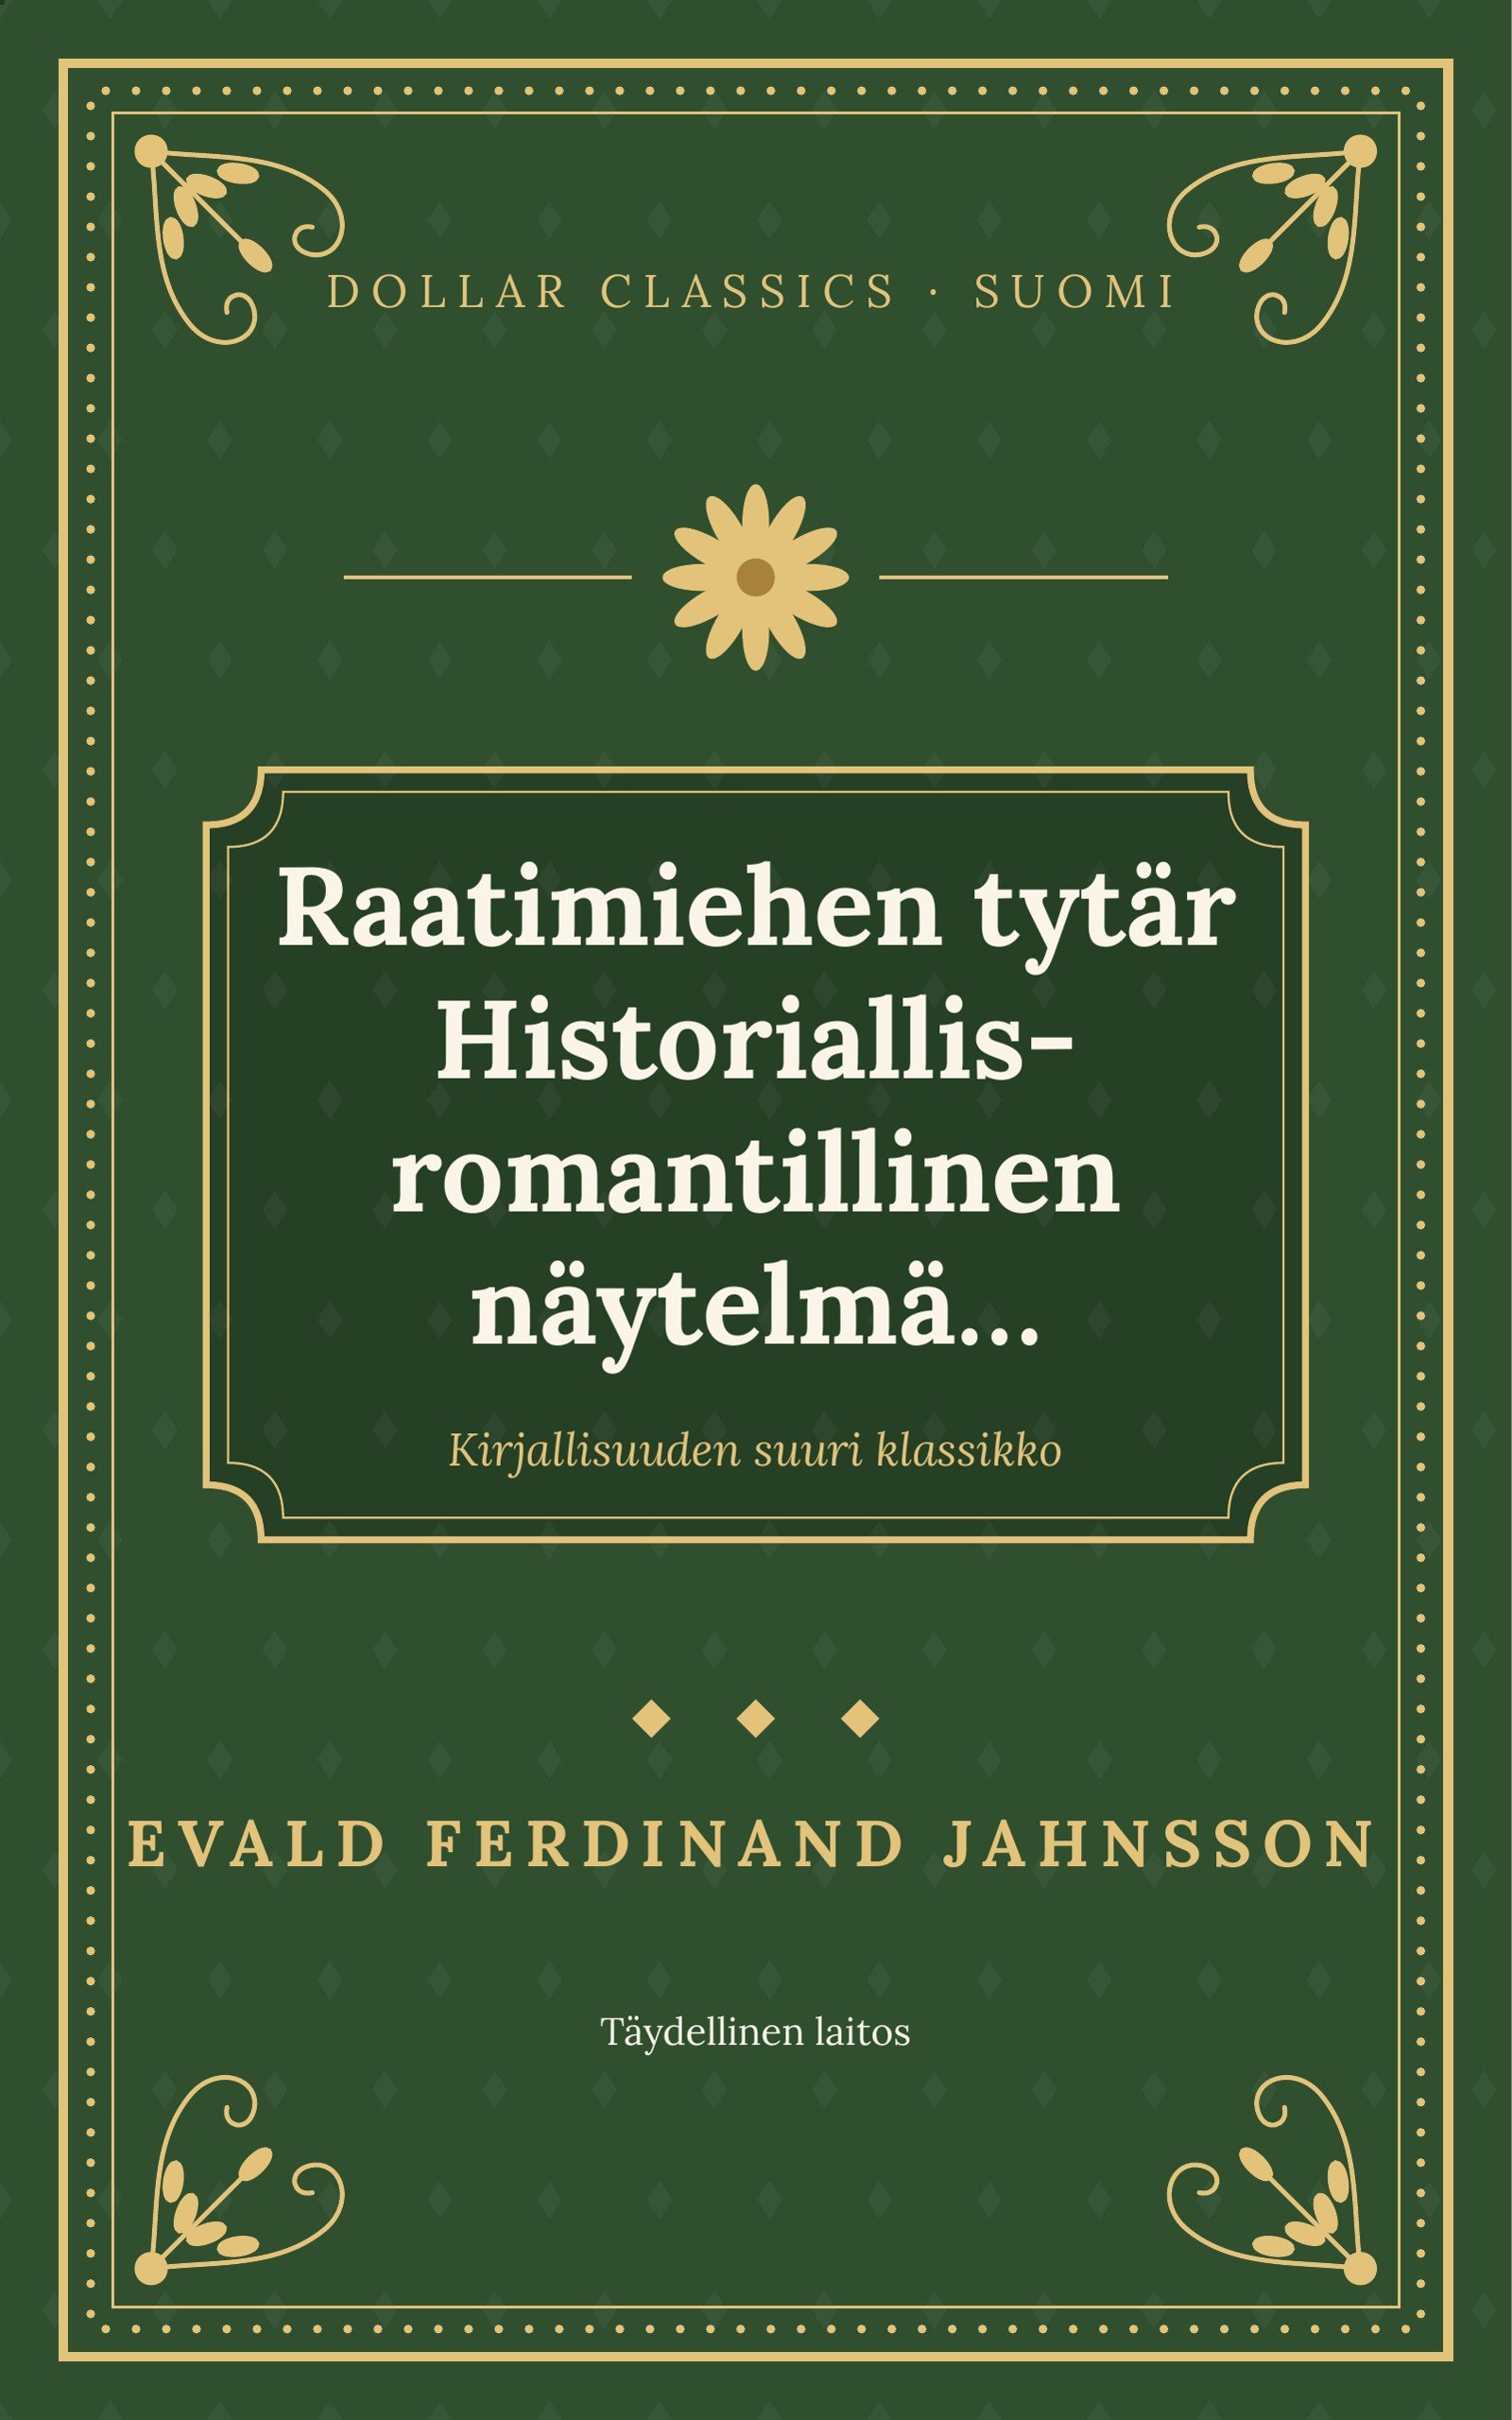 DOLLAR CLASSICS · SUOMI
Raatimiehen tytär
Historiallis-
romantillinen
näytelmä...
Kirjallisuuden suuri klassikko
EVALD FERDINAND JAHNSSON
Täydellinen laitos